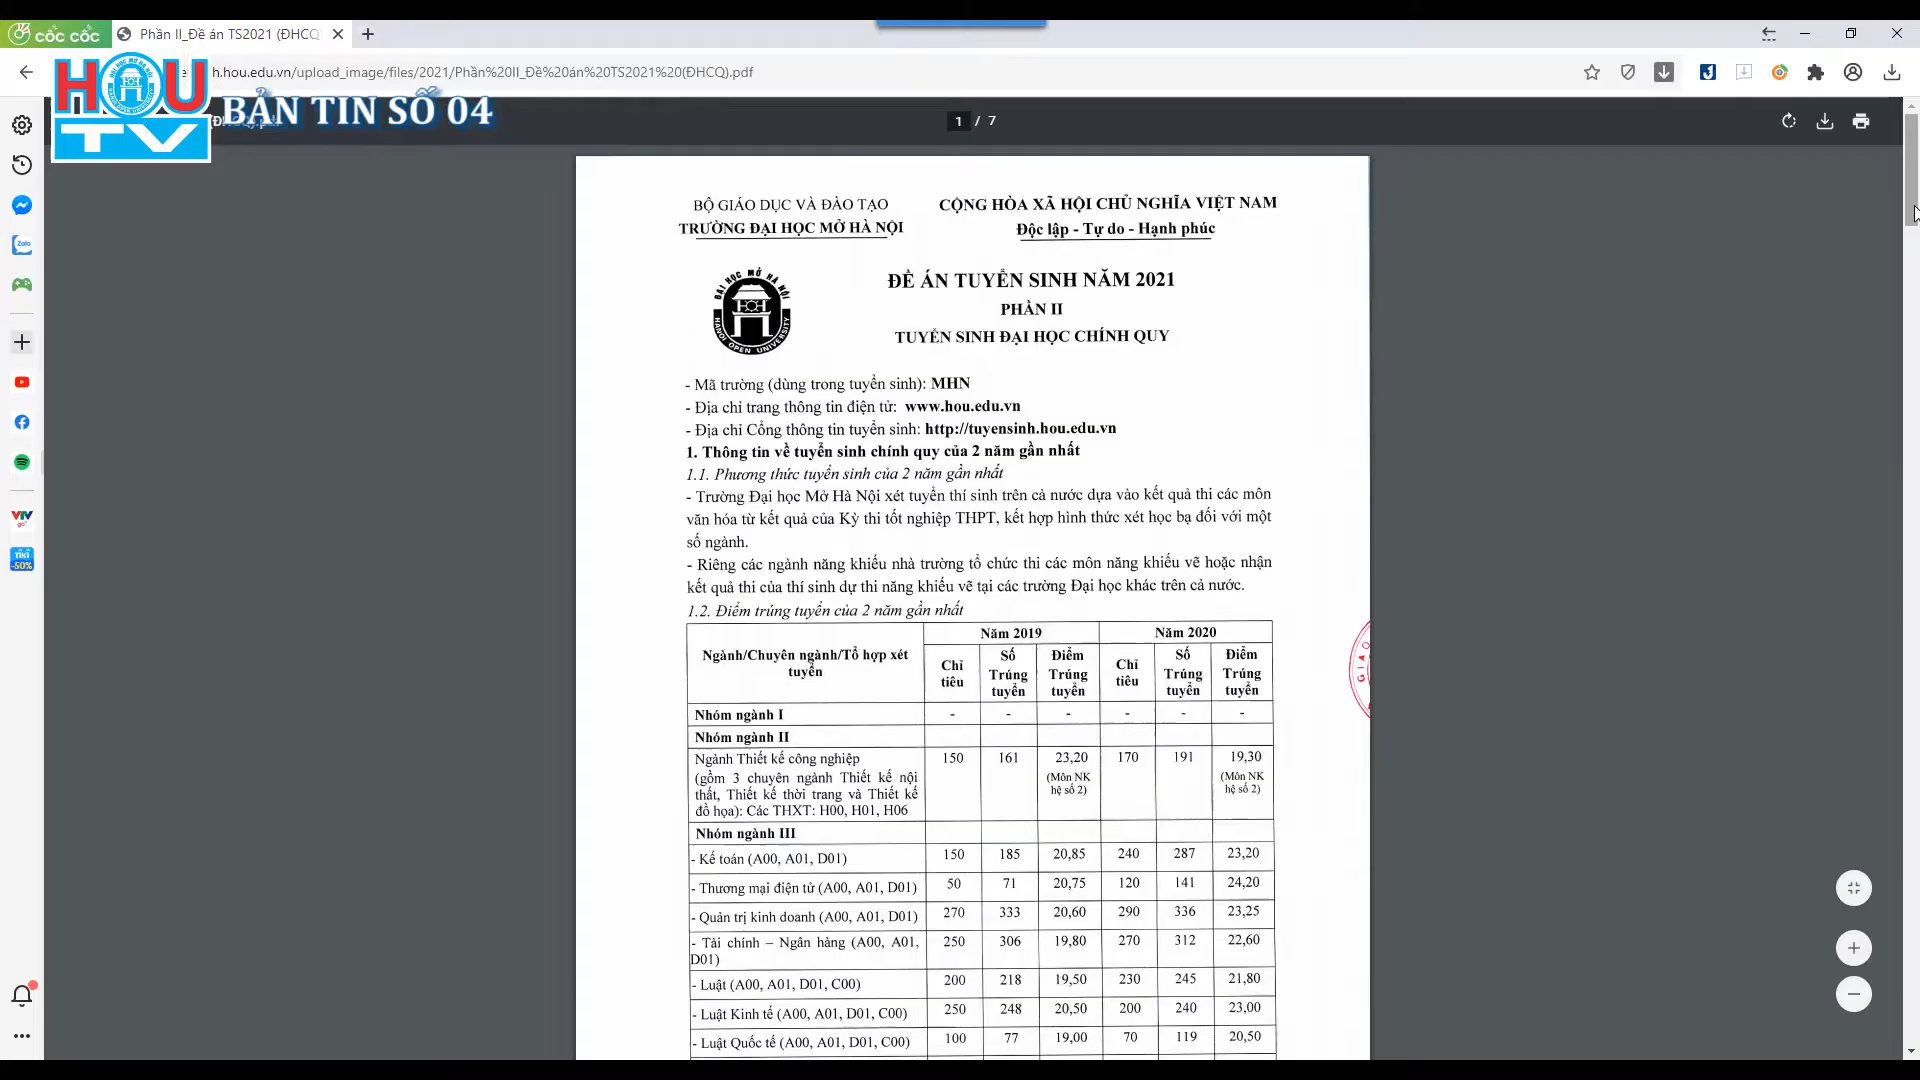 cốc cốc
Phần II_Đề án TS2021 (ĐHCQ
h.hou.edu.vn/upload_image/files/2021/Phần%20II_Đề%20án%20TS2021%20(ĐHCQ).pdf
HOU
TV
BẢN TIN SỐ 04
1 / 7
Zalo
VTV
go
TIKI
-50%
BỘ GIÁO DỤC VÀ ĐÀO TẠO
TRƯỜNG ĐẠI HỌC MỞ HÀ NỘI
CỘNG HÒA XÃ HỘI CHỦ NGHĨA VIỆT NAM
Độc lập - Tự do - Hạnh phúc
ĐẠI HỌC MỞ HÀ NỘI
HOU
HANOI OPEN UNIVERSITY
ĐỀ ÁN TUYỂN SINH NĂM 2021
PHẦN II
TUYỂN SINH ĐẠI HỌC CHÍNH QUY
- Mã trường (dùng trong tuyển sinh): MHN
- Địa chỉ trang thông tin điện tử: www.hou.edu.vn
- Địa chỉ Cổng thông tin tuyển sinh: http://tuyensinh.hou.edu.vn
1. Thông tin về tuyển sinh chính quy của 2 năm gần nhất
1.1. Phương thức tuyển sinh của 2 năm gần nhất
- Trường Đại học Mở Hà Nội xét tuyển thí sinh trên cả nước dựa vào kết quả thi các môn
văn hóa từ kết quả của Kỳ thi tốt nghiệp THPT, kết hợp hình thức xét học bạ đối với một
số ngành.
- Riêng các ngành năng khiếu nhà trường tổ chức thi các môn năng khiếu vẽ hoặc nhận
kết quả thi của thí sinh dự thi năng khiếu vẽ tại các trường Đại học khác trên cả nước.
1.2. Điểm trúng tuyển của 2 năm gần nhất
Ngành/Chuyên ngành/Tổ hợp xét
tuyển
Năm 2019 Năm 2020
Chỉ
tiêu
Số
Trúng
tuyển
Điểm
Trúng
tuyển
Chỉ
tiêu
Số
Trúng
tuyển
Điểm
Trúng
tuyển
Nhóm ngành I - - - - - -
Nhóm ngành II
Ngành Thiết kế công nghiệp 150 161 23,20 170 191 19,30
(gồm 3 chuyên ngành Thiết kế nội (Môn NK (Môn NK
thất, Thiết kế thời trang và Thiết kế hệ số 2) hệ số 2)
đồ họa): Các THXT: H00, H01, H06
Nhóm ngành III
- Kế toán (A00, A01, D01) 150 185 20,85 240 287 23,20
- Thương mại điện tử (A00, A01, D01) 50 71 20,75 120 141 24,20
- Quản trị kinh doanh (A00, A01, D01) 270 333 20,60 290 336 23,25
- Tài chính – Ngân hàng (A00, A01, 250 306 19,80 270 312 22,60
D01)
- Luật (A00, A01, D01, C00) 200 218 19,50 230 245 21,80
- Luật Kinh tế (A00, A01, D01, C00) 250 248 20,50 200 240 23,00
- Luật Quốc tế (A00, A01, D01, C00) 100 77 19,00 70 119 20,50